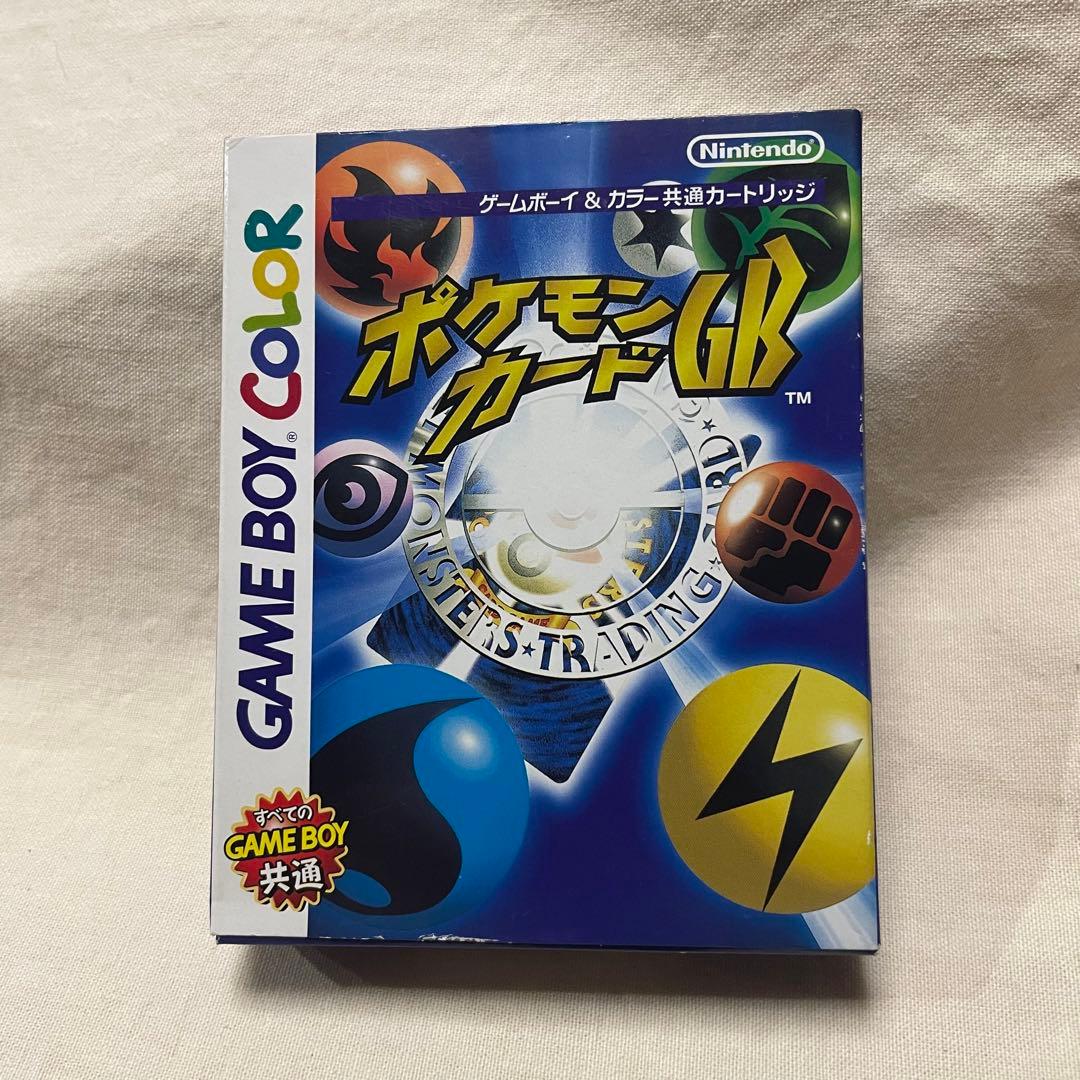 Nintendo
ゲームボーイ & カラー共通カートリッジ
GAME BOY® COLOR
ポケモン
カードGB
TM
MONSTERS★TRADING★CARD
STARS
すべての
GAME BOY
共通